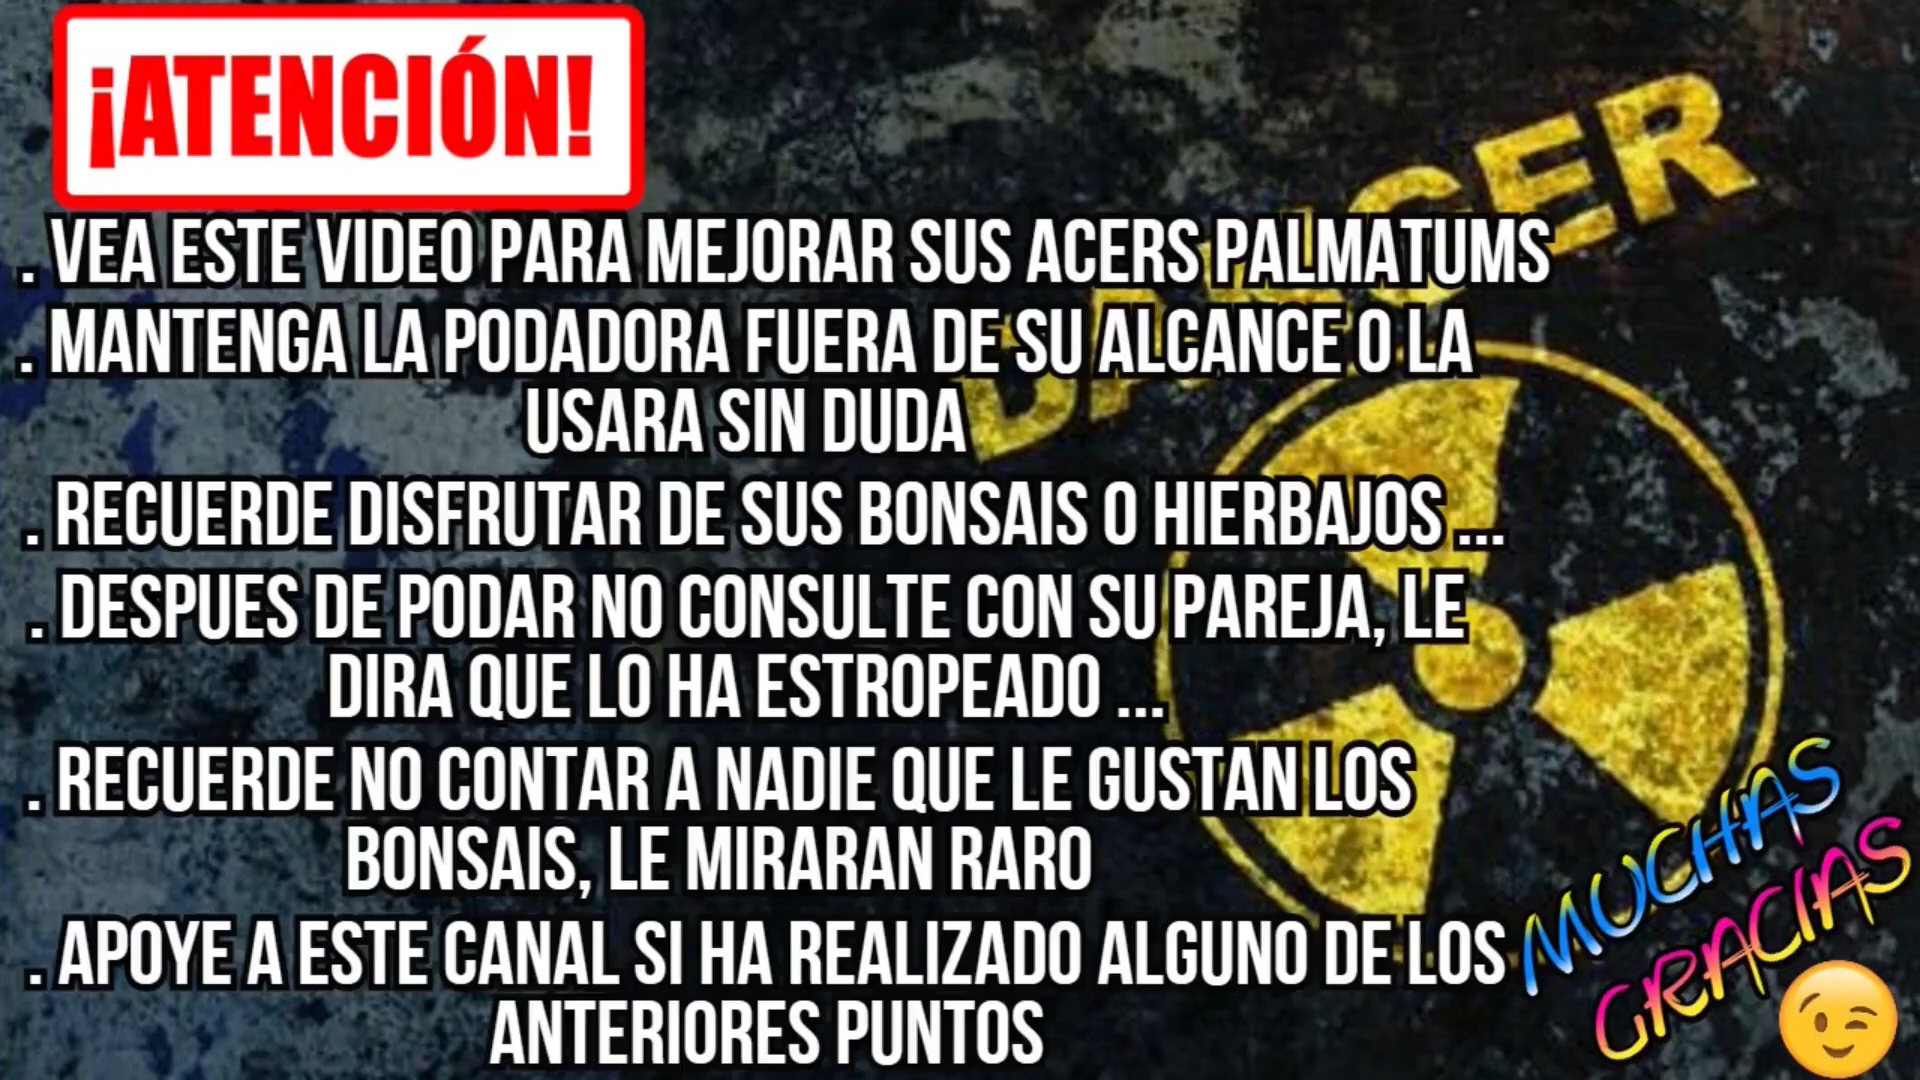 ¡ATENCIÓN!
DANGER
. VEA ESTE VIDEO PARA MEJORAR SUS ACERS PALMATUMS
. MANTENGA LA PODADORA FUERA DE SU ALCANCE O LA
USARA SIN DUDA
. RECUERDE DISFRUTAR DE SUS BONSAIS O HIERBAJOS ...
. DESPUES DE PODAR NO CONSULTE CON SU PAREJA, LE
DIRA QUE LO HA ESTROPEADO ...
. RECUERDE NO CONTAR A NADIE QUE LE GUSTAN LOS
BONSAIS, LE MIRARAN RARO
. APOYE A ESTE CANAL SI HA REALIZADO ALGUNO DE LOS
ANTERIORES PUNTOS
MUCHAS
GRACIAS